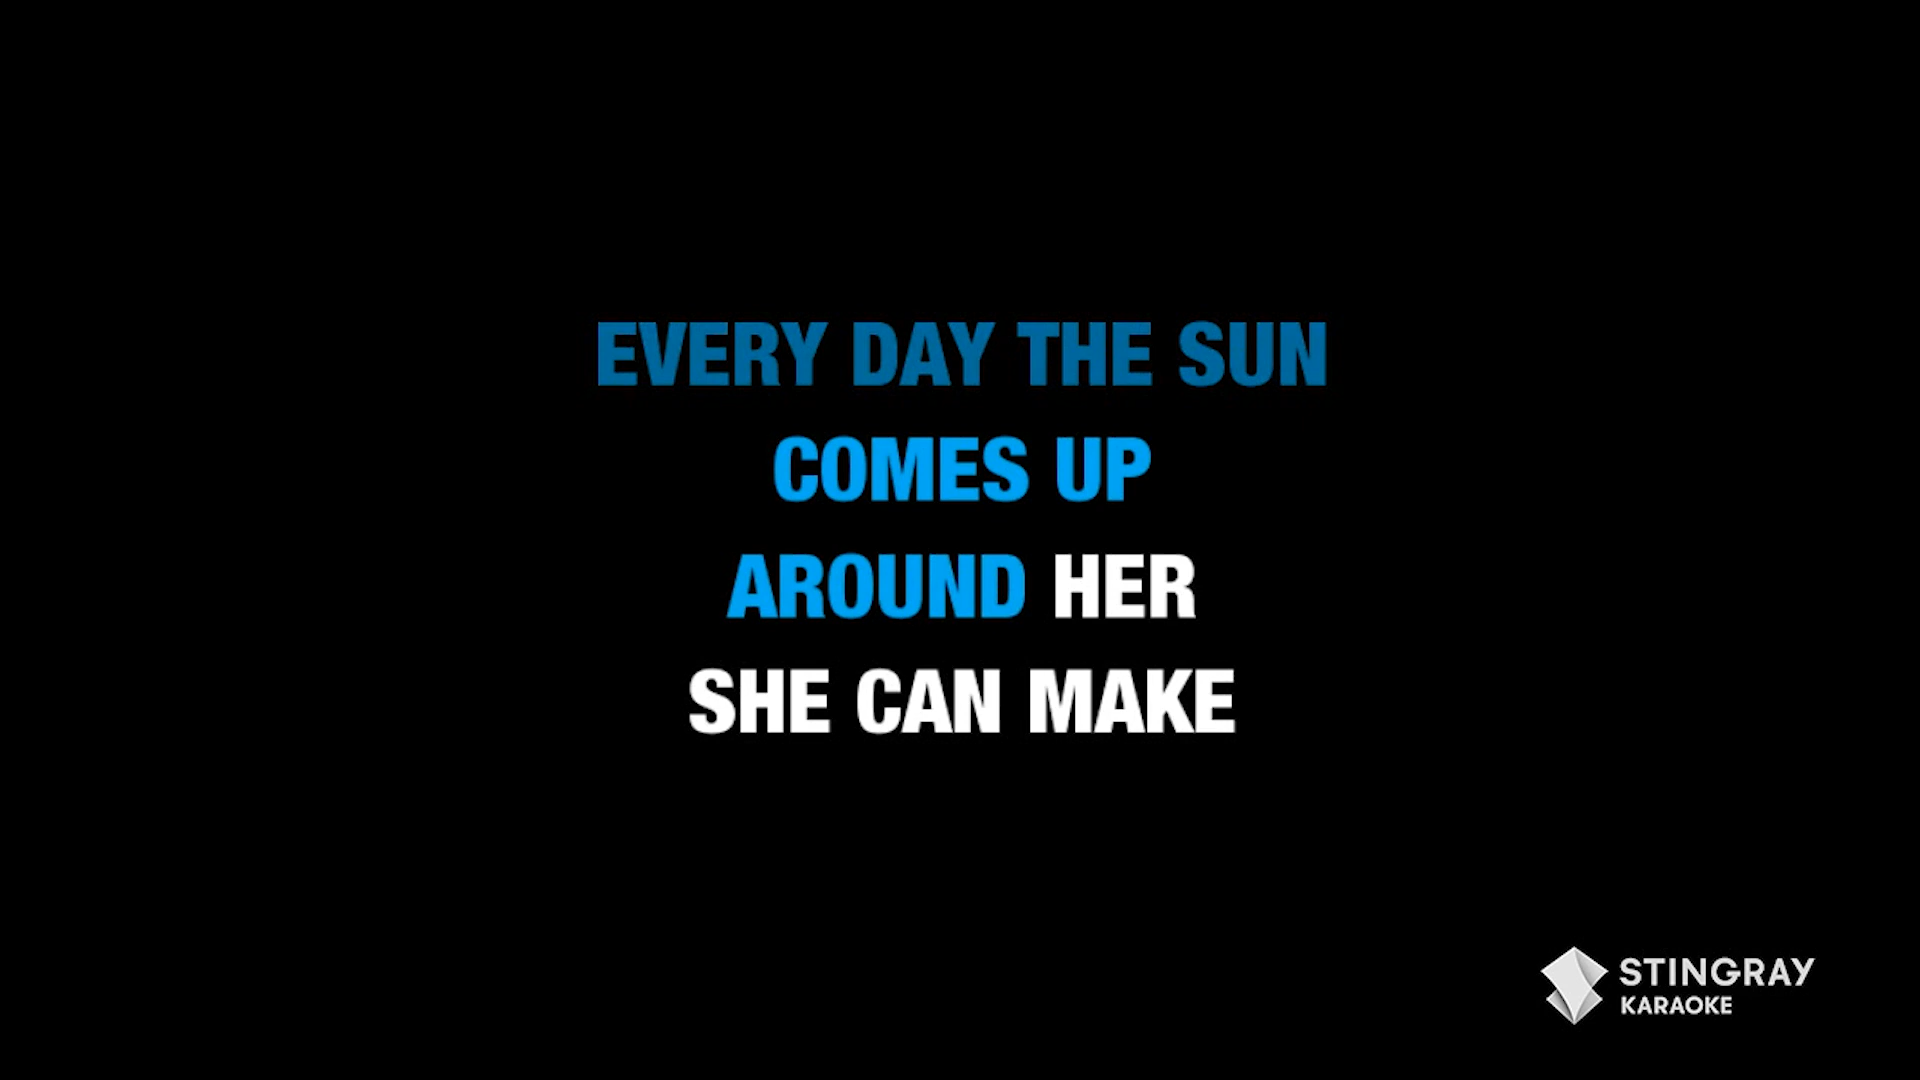 EVERY DAY THE SUN
COMES UP
AROUND HER
SHE CAN MAKE
STINGRAY
KARAOKE